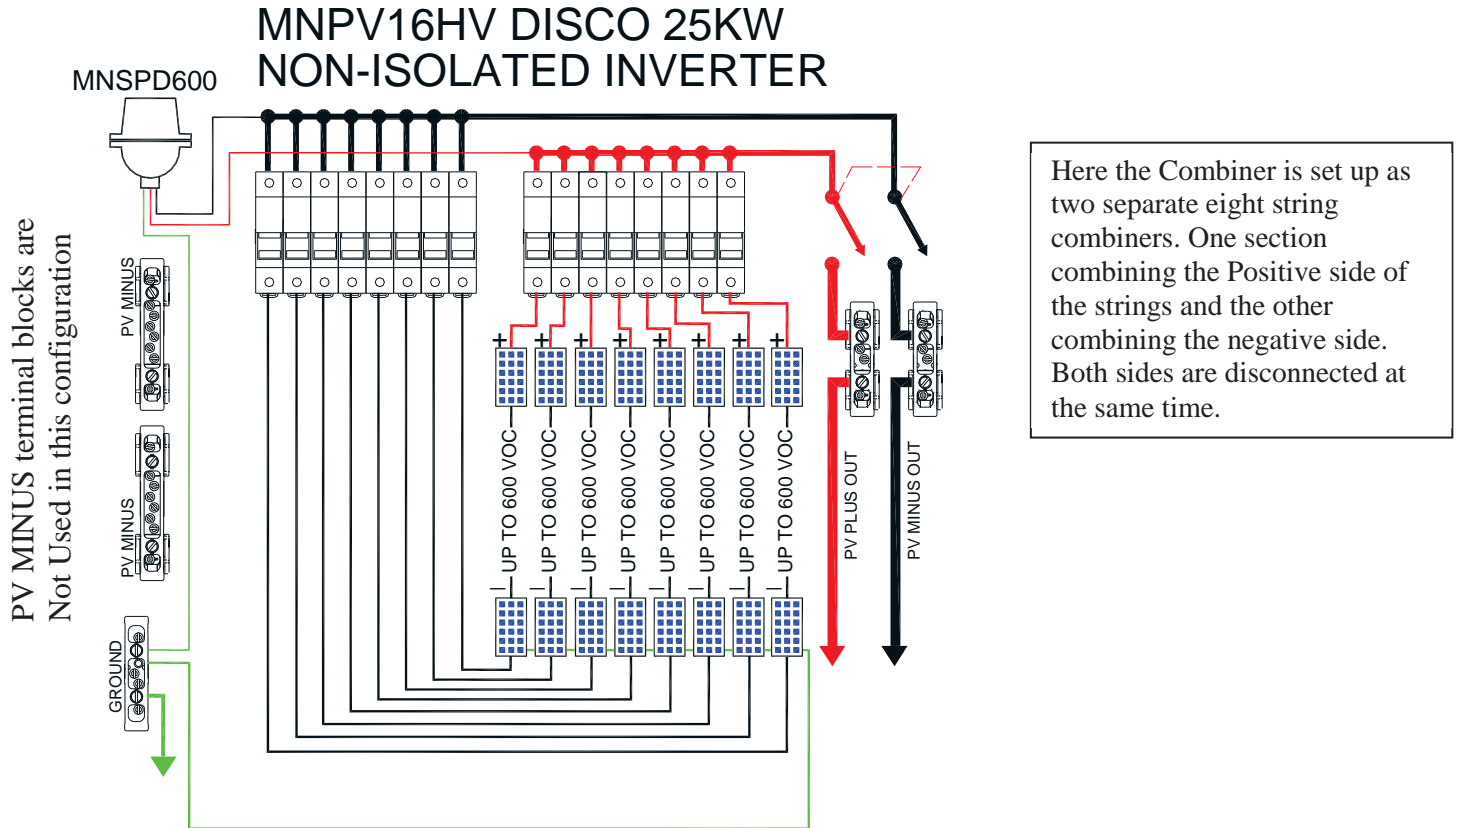 MNPV16HV DISCO 25KW
NON-ISOLATED INVERTER
MNSPD600
PV MINUS terminal blocks are
Not Used in this configuration
PV MINUS
PV MINUS
GROUND
+
+
+
+
+
+
+
+
UP TO 600 VOC
UP TO 600 VOC
UP TO 600 VOC
UP TO 600 VOC
UP TO 600 VOC
UP TO 600 VOC
UP TO 600 VOC
UP TO 600 VOC
—
—
—
—
—
—
—
—
PV PLUS OUT
PV MINUS OUT
Here the Combiner is set up as
two separate eight string
combiners. One section
combining the Positive side of
the strings and the other
combining the negative side.
Both sides are disconnected at
the same time.